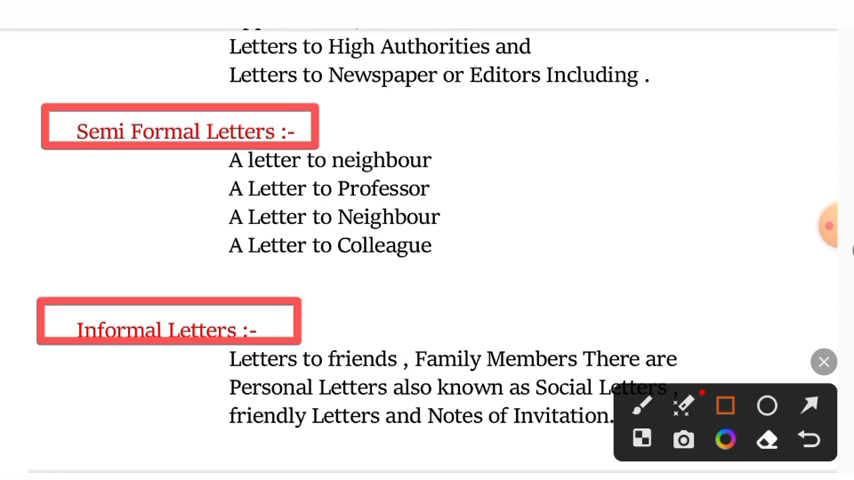 Letters to High Authorities and
Letters to Newspaper or Editors Including .
Semi Formal Letters :-
A letter to neighbour
A Letter to Professor
A Letter to Neighbour
A Letter to Colleague
Informal Letters :-
Letters to friends , Family Members There are
Personal Letters also known as Social Letters ,
friendly Letters and Notes of Invitation.